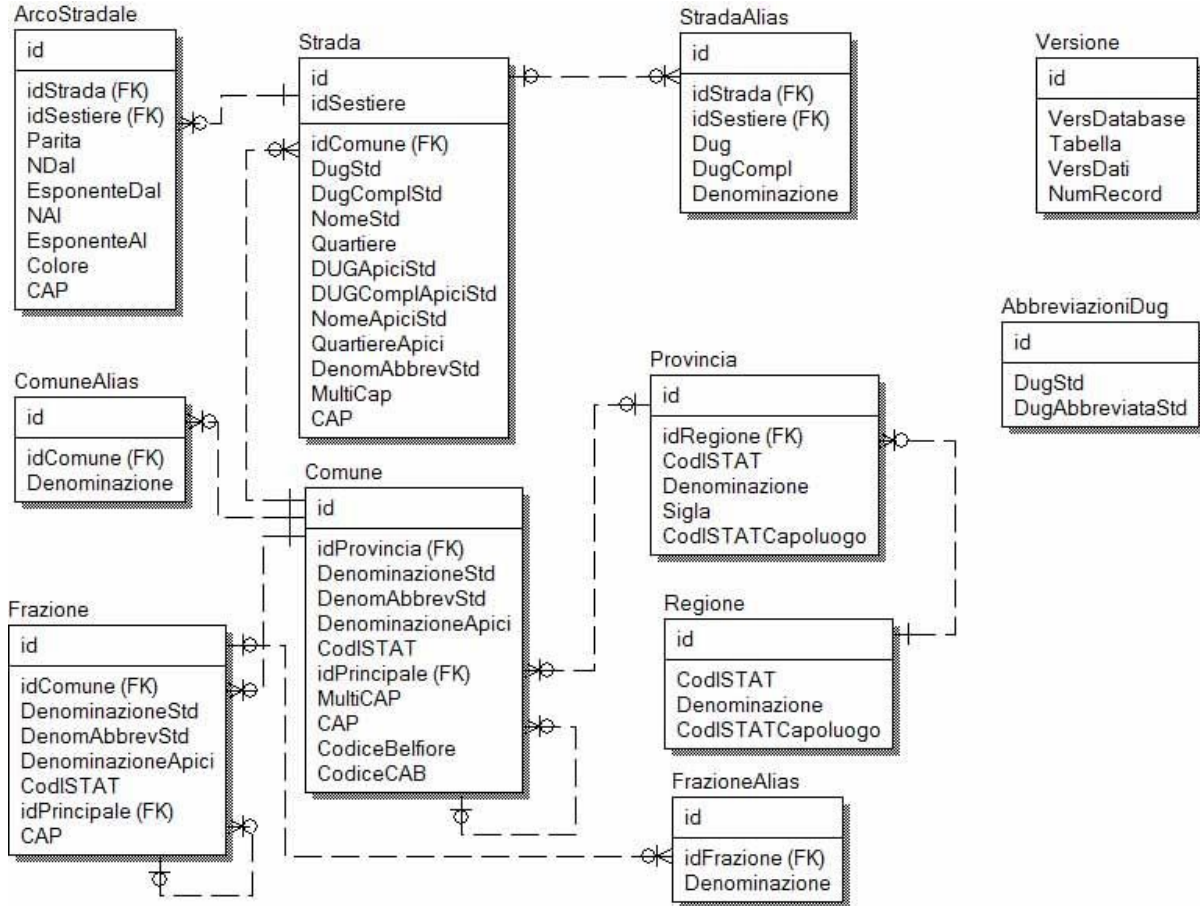 ArcoStradale
id
idStrada (FK)
idSestiere (FK)
Parita
NDal
EsponenteDal
NAl
EsponenteAl
Colore
CAP
Strada
id
idSestiere
idComune (FK)
DugStd
DugComplStd
NomeStd
Quartiere
DUGApiciStd
DUGComplApiciStd
NomeApiciStd
QuartiereApici
DenomAbbrevStd
MultiCap
CAP
StradaAlias
id
idStrada (FK)
idSestiere (FK)
Dug
DugCompl
Denominazione
Versione
id
VersDatabase
Tabella
VersDati
NumRecord
AbbreviazioniDug
id
DugStd
DugAbbreviataStd
ComuneAlias
id
idComune (FK)
Denominazione
Comune
id
idProvincia (FK)
DenominazioneStd
DenomAbbrevStd
DenominazioneApici
CodISTAT
idPrincipale (FK)
MultiCAP
CAP
CodiceBelfiore
CodiceCAB
Provincia
id
idRegione (FK)
CodISTAT
Denominazione
Sigla
CodISTATCapoluogo
Regione
id
CodISTAT
Denominazione
CodISTATCapoluogo
Frazione
id
idComune (FK)
DenominazioneStd
DenomAbbrevStd
DenominazioneApici
CodISTAT
idPrincipale (FK)
CAP
FrazioneAlias
id
idFrazione (FK)
Denominazione